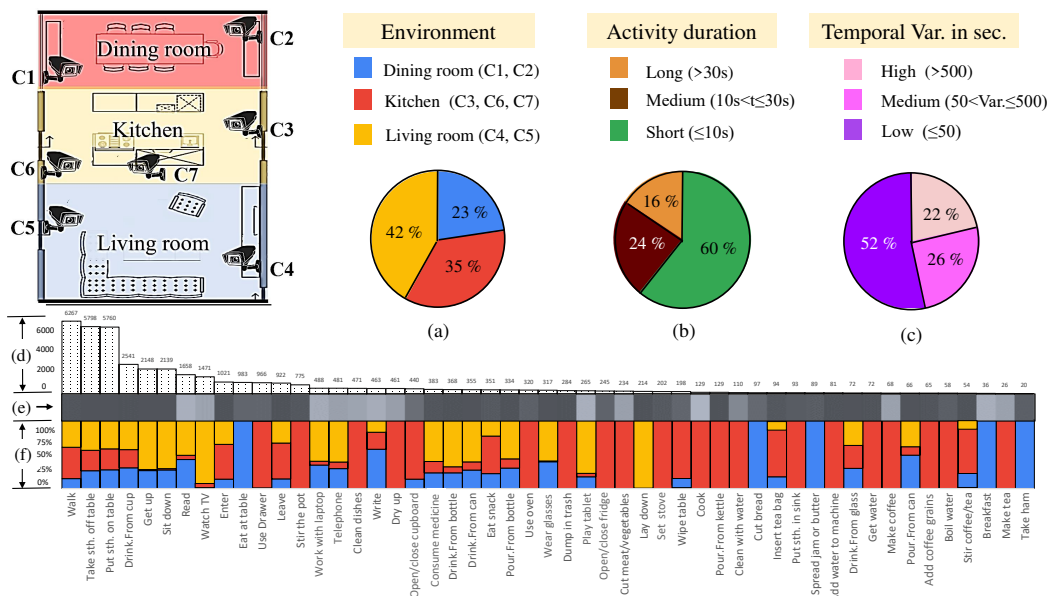 Dining room
C1
C2
Kitchen
C3
C6
C7
C5
Living room
C4
Environment
Dining room (C1, C2)
Kitchen (C3, C6, C7)
Living room (C4, C5)
42 %
23 %
35 %
(a)
Activity duration
Long (>30s)
Medium (10s<t≤30s)
Short (≤10s)
16 %
24 %
60 %
(b)
Temporal Var. in sec.
High (>500)
Medium (50<Var.≤500)
Low (≤50)
52 %
22 %
26 %
(c)
(d)
6000
4000
2000
0
6267 5798 5760 2541 2148 2139 1658 1471 1021 983 966 922 775 488 481 471 463 461 440 383 368 355 351 334 320 317 284 265 245 234 214 202 198 129 129 110 97 94 93 89 81 72 72 68 66 65 58 54 36 26 20
(e)
(f)
100%
75%
50%
25%
0%
Walk
Take sth. off table
Put sth. on table
Drink.From cup
Get up
Sit down
Read
Watch TV
Enter
Eat at table
Use Drawer
Leave
Stir the pot
Work with laptop
Telephone
Clean dishes
Write
Dry up
Open/close cupboard
Consume medicine
Drink.From bottle
Drink.From can
Eat snack
Pour.From bottle
Use oven
Wear glasses
Dump in trash
Play tablet
Open/close fridge
Cut meat/vegetables
Lay down
Set stove
Wipe table
Cook
Pour.From kettle
Clean with water
Cut bread
Insert tea bag
Put sth. in sink
Spread jam or butter
Add water to machine
Drink.From glass
Get water
Make coffee
Pour.From can
Add coffee grains
Boil water
Stir coffee/tea
Breakfast
Make tea
Take ham